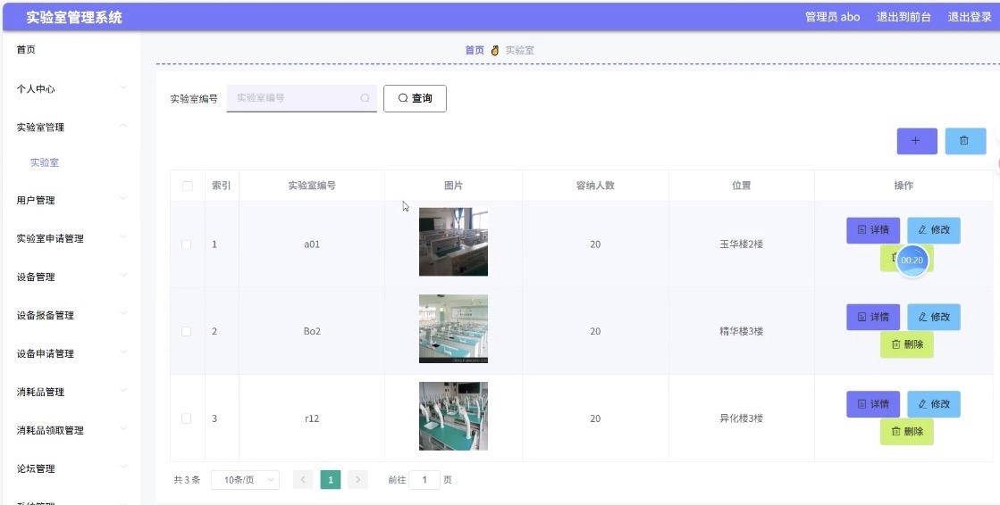 实验室管理系统
管理员 abo 退出到前台 退出登录
首页
个人中心
实验室管理
实验室
用户管理
实验室申请管理
设备管理
设备报备管理
设备申请管理
消耗品管理
消耗品领取管理
论坛管理
首页 实验室
实验室编号 实验室编号 查询
索引 实验室编号 图片 容纳人数 位置 操作
1 a01 20 玉华楼2楼 详情 修改
00:20
2 Bo2 20 精华楼3楼 详情 修改
删除
3 r12 20 异化楼3楼 详情 修改
删除
共 3 条 10条/页 1 前往 1 页